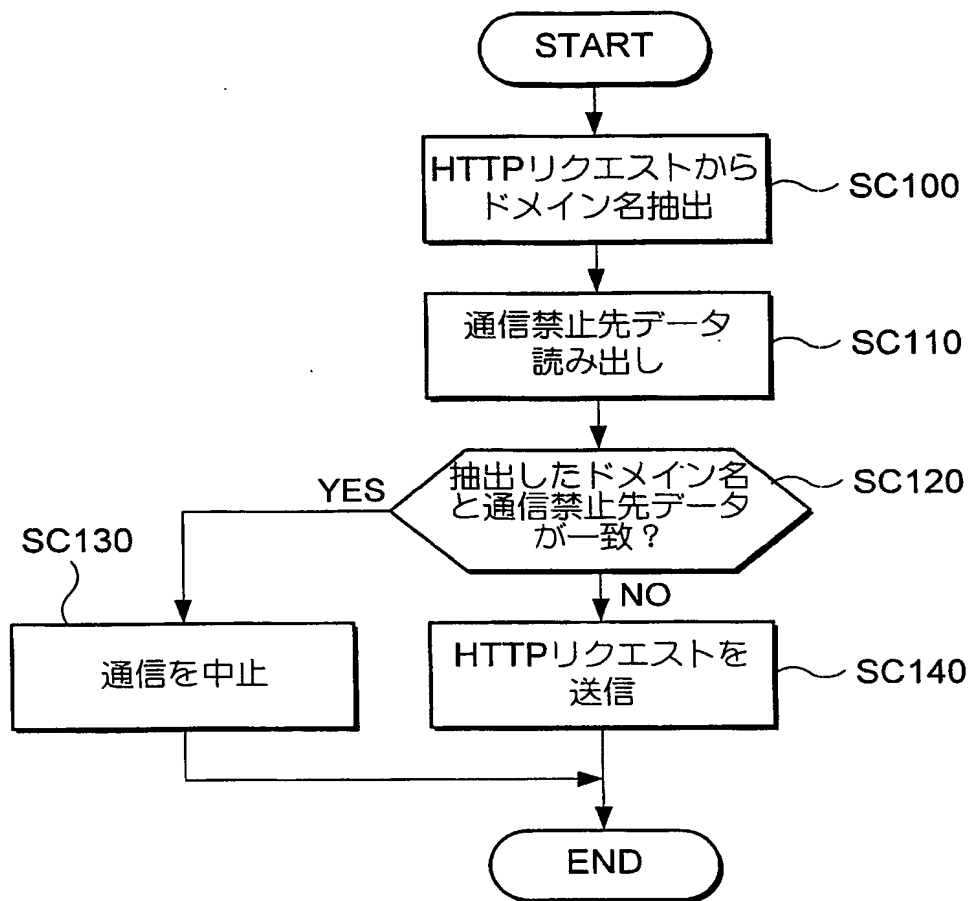 START
HTTPリクエストから
ドメイン名抽出
SC100
通信禁止先データ
読み出し
SC110
抽出したドメイン名
と通信禁止先データ
が一致？
SC120
YES
NO
SC130
通信を中止
HTTPリクエストを
送信
SC140
END